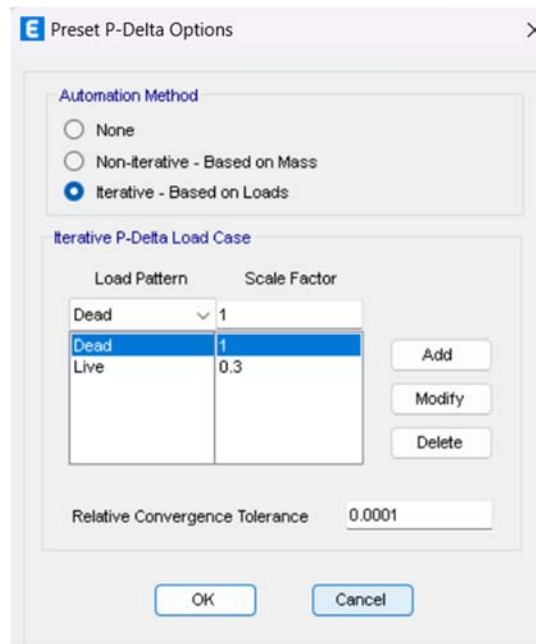 E Preset P-Delta Options
Automation Method
None
Non-iterative - Based on Mass
Iterative - Based on Loads
Iterative P-Delta Load Case
Load Pattern Scale Factor
Dead 1
Dead 1
Live 0.3
Add
Modify
Delete
Relative Convergence Tolerance 0.0001
OK Cancel